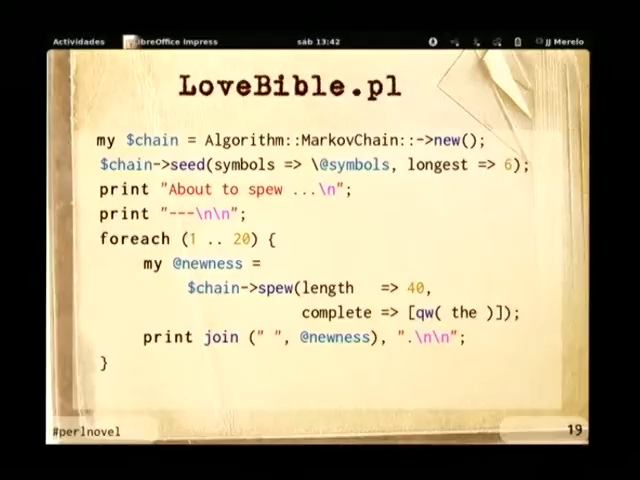 Actividades LibreOffice Impress sáb 13:42 JJ Merelo
LoveBible.pl
my $chain = Algorithm::MarkovChain::->new();
$chain->seed(symbols => \@symbols, longest => 6);
print "About to spew ...\n";
print "---\n\n";
foreach (1 .. 20) {
my @newness =
$chain->spew(length => 40,
complete => [qw( the )]);
print join (" ", @newness), ".\n\n";
}
#perlnovel 19